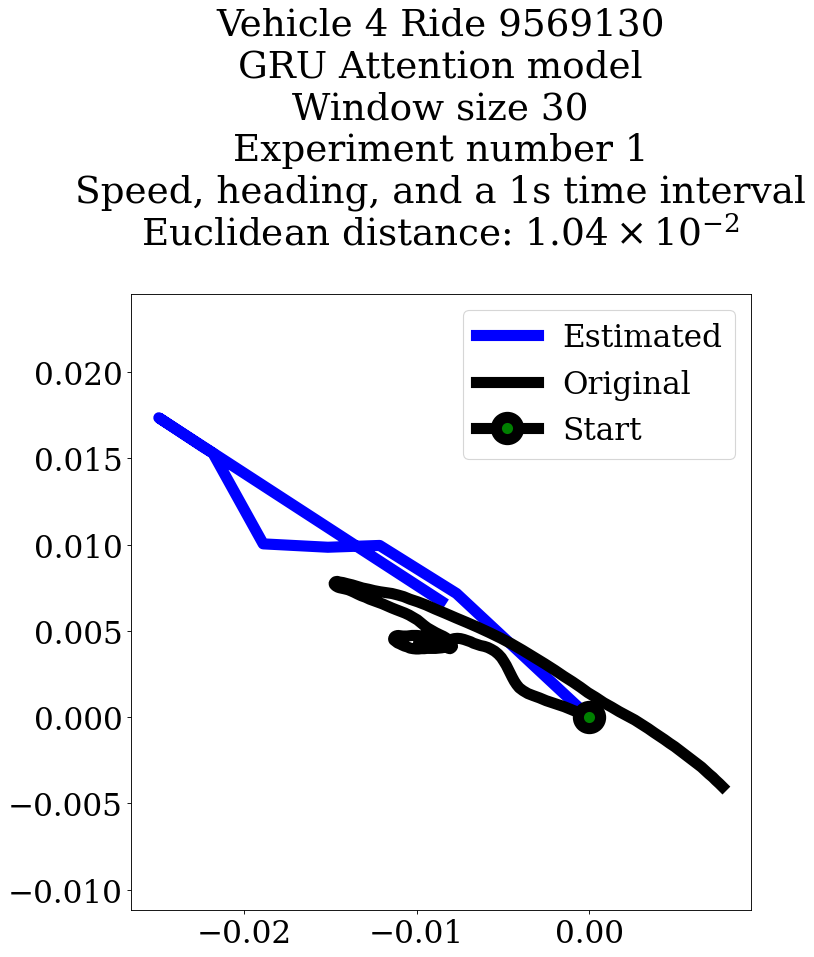 Vehicle 4 Ride 9569130
GRU Attention model
Window size 30
Experiment number 1
Speed, heading, and a 1s time interval
Euclidean distance: 1.04 × 10⁻²
Estimated
Original
Start
0.020
0.015
0.010
0.005
0.000
−0.005
−0.010
−0.02
−0.01
0.00